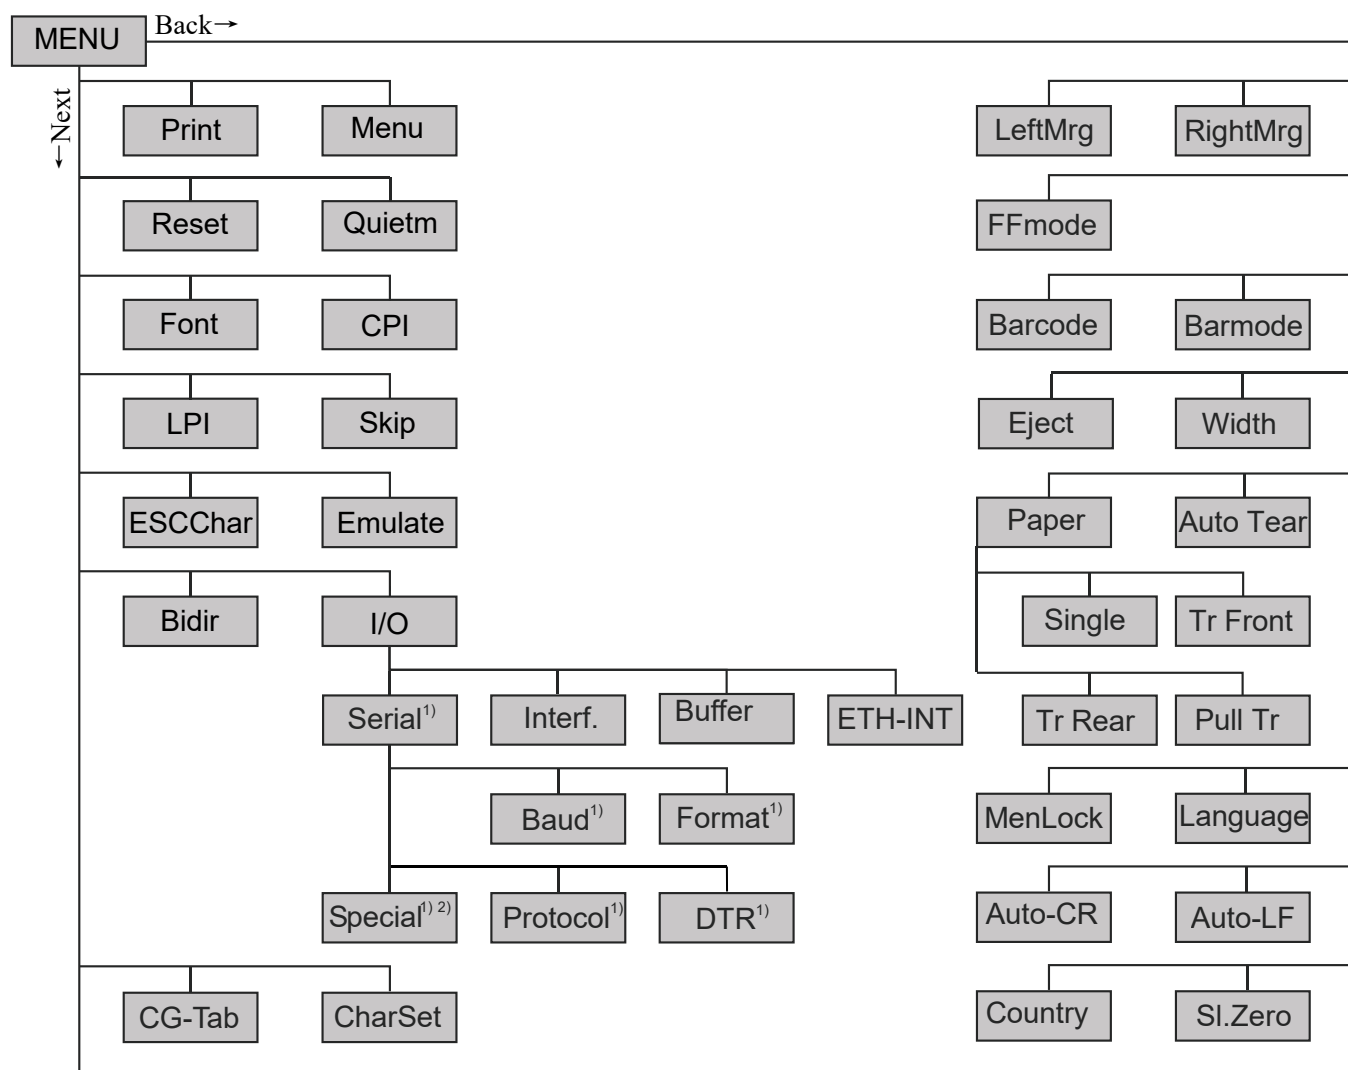 MENU
Back→
←Next
Print
Menu
LeftMrg
RightMrg
Reset
Quietm
FFmode
Font
CPI
Barcode
Barmode
LPI
Skip
Eject
Width
ESCChar
Emulate
Paper
Auto Tear
Bidir
I/O
Single
Tr Front
Serial1)
Interf.
Buffer
ETH-INT
Tr Rear
Pull Tr
Baud1)
Format1)
MenLock
Language
Special1) 2)
Protocol1)
DTR1)
Auto-CR
Auto-LF
CG-Tab
CharSet
Country
Sl.Zero